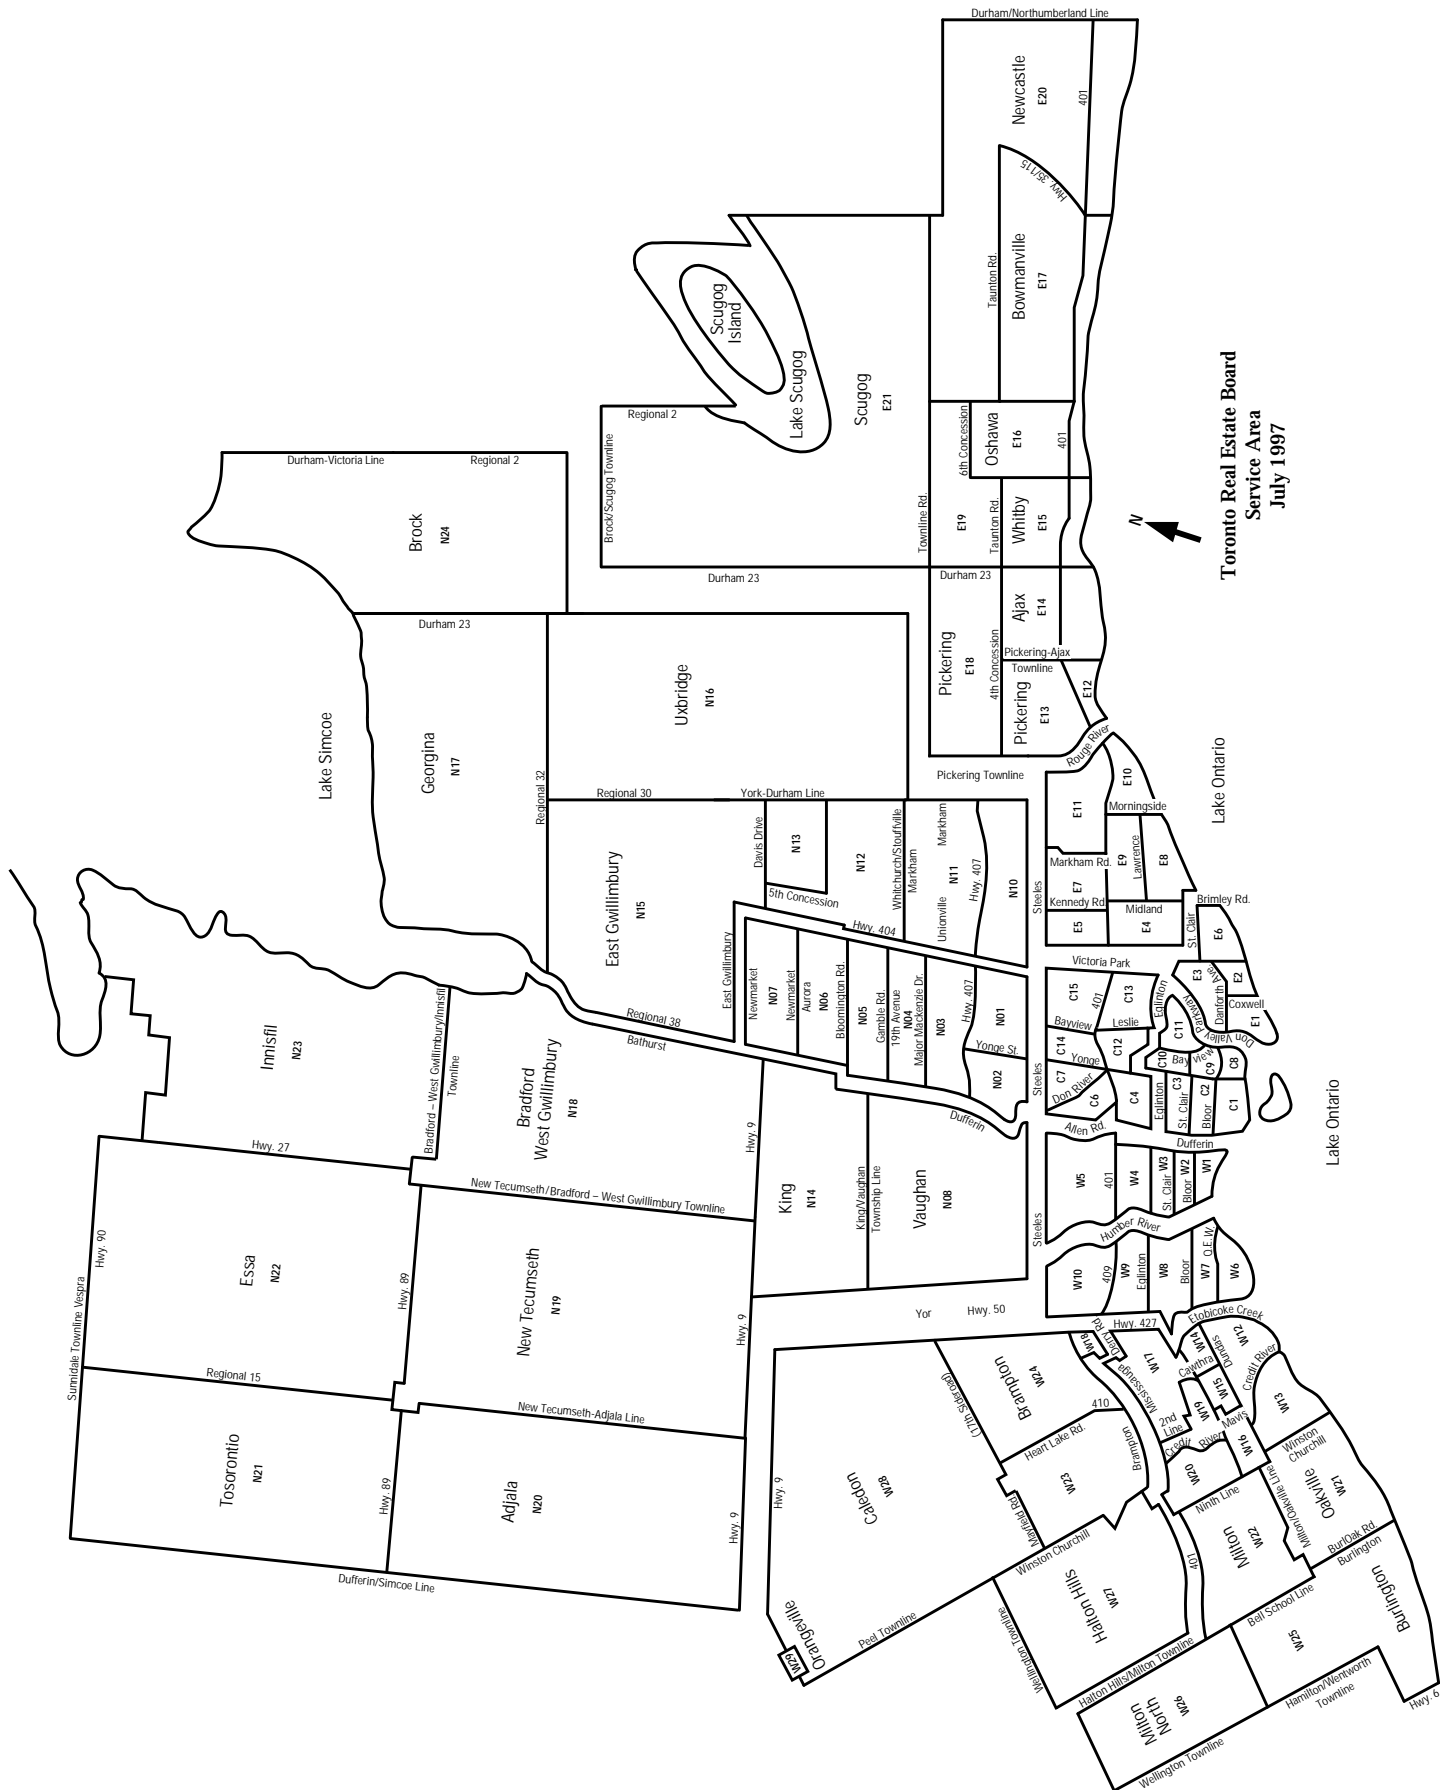 Durham/Northumberland Line
Newcastle
E20
401
Hwy. 35/115
Taunton Rd.
Bowmanville
E17
Scugog
Island
Lake Scugog
Scugog
E21
Regional 2
Brock/Scugog Townline
Durham-Victoria Line
Regional 2
Brock
N24
6th Concession
Oshawa
E16
401
Townline Rd.
E19
Taunton Rd.
Whitby
E15
Durham 23
Durham 23
Ajax
E14
Pickering
E18
4th Concession
Pickering-Ajax
Townline
Pickering
E13
E12
Rouge River
Pickering Townline
Toronto Real Estate Board
Service Area
July 1997
N
Lake Simcoe
Durham 23
Georgina
N17
Regional 32
Uxbridge
N16
Regional 30
York-Durham Line
East Gwillimbury
N15
Davis Drive
N13
5th Concession
N12
Whitchurch/Stouffville
Markham
N11
Markham
Unionville
Hwy. 407
N10
Hwy. 404
East Gwillimbury
Newmarket
N07
Newmarket
Aurora
N06
Bloomington Rd.
N05
Gamble Rd.
19th Avenue
N04
Major Mackenzie Dr.
N03
Hwy. 407
N01
Yonge St.
N02
Regional 38
Bathurst
Dufferin
Steeles
Steeles
Steeles
E11
E10
Morningside
Markham Rd.
E9
Lawrence
E8
E7
Kennedy Rd.
Midland
E5
E4
Brimley Rd.
St. Clair
E6
Victoria Park
E3
Danforth
Ave.
E2
Coxwell
E1
Don Valley Parkway
C15
401
C13
Eglinton
Bayview
Leslie
C11
C14
C12
Yonge
C10
Bay view
C9
C8
C7
Don River
C6
C4
Eglinton
C3
St. Clair
C2
Bloor
C1
Allen Rd.
Dufferin
Lake Ontario
Lake Ontario
W5
401
W4
W3
St. Clair
W2
Bloor
W1
Humber River
W10
409
W9
Eglinton
W8
Bloor
W7
Q.E.W.
W6
Hwy. 427
Etobicoke Creek
Innisfil
N23
Bradford – West Gwillimbury/Innisfil
Townline
Bradford
West Gwillimbury
N18
Hwy. 27
Hwy. 9
New Tecumseth/Bradford – West Gwillimbury Townline
King
N14
King/Vaughan
Township Line
Vaughan
N08
Yor
Hwy. 50
Hwy. 90
Essa
N22
Hwy. 89
New Tecumseth
N19
Hwy. 9
Sunnidale Townline Vespra
Regional 15
New Tecumseth-Adjala Line
Tosorontio
N21
Hwy. 89
Adjala
N20
Hwy. 9
Dufferin/Simcoe Line
Hwy. 9
Caledon
W28
Orangeville
W29
Peel Townline
(17th Sideroad)
Brampton
W24
410
Heart Lake Rd.
W23
Mayfield Rd.
Brampton
Mississauga
W18
Derry Rd.
W17
W14
Dundas
W12
Cawthra
W15
Credit River
W13
2nd
Line
W19
Mavis
Credit
River
W16
W20
Ninth Line
Winston
Churchill
Winston Churchill
Milton/Oakville Line
Oakville
W21
Milton
W22
401
BurlOak Rd.
Burlington
Bell School Line
Halton Hills
W27
Wellington Townline
Halton Hills/Milton Townline
Milton
North
W26
Wellington Townline
W25
Burlington
Hamilton/Wentworth
Townline
Hwy. 6